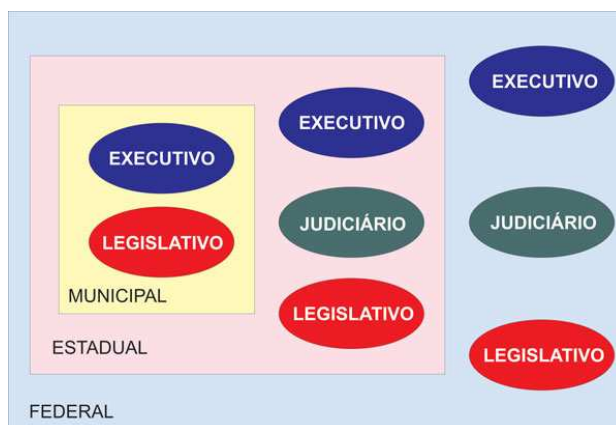 EXECUTIVO
LEGISLATIVO
MUNICIPAL
EXECUTIVO
JUDICIÁRIO
LEGISLATIVO
ESTADUAL
EXECUTIVO
JUDICIÁRIO
LEGISLATIVO
FEDERAL